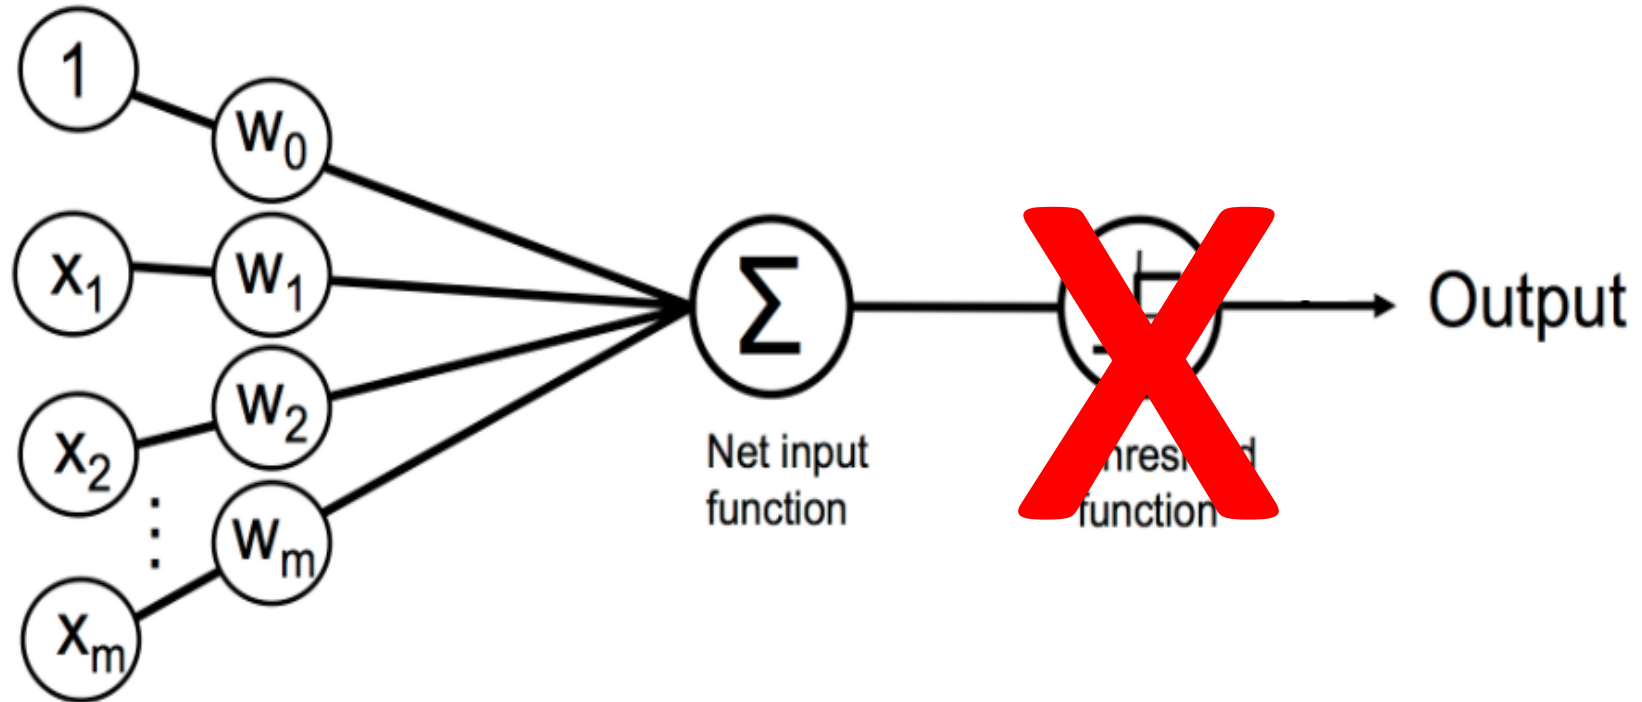 1
w0
x1
w1
x2
w2
⋮
wm
xm
Σ
Net input
function
function
Output